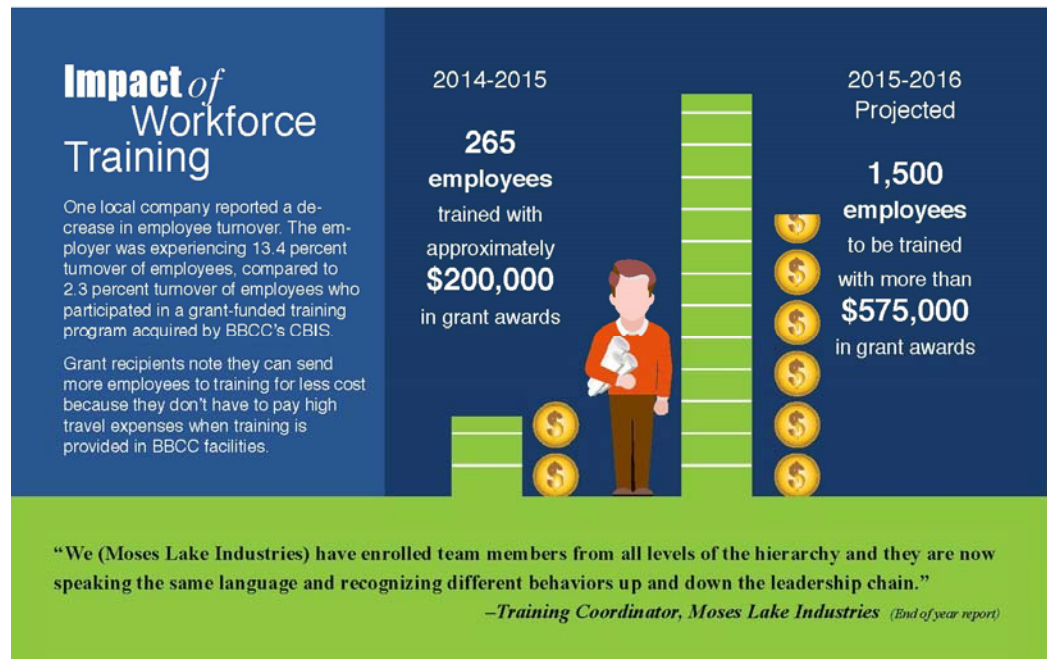 Impact of
Workforce
Training
One local company reported a de-
crease in employee turnover. The em-
ployer was experiencing 13.4 percent
turnover of employees, compared to
2.3 percent turnover of employees who
participated in a grant-funded training
program acquired by BBCC's CBIS.
Grant recipients note they can send
more employees to training for less cost
because they don't have to pay high
travel expenses when training is
provided in BBCC facilities.
2014-2015
265
employees
trained with
approximately
$200,000
in grant awards
2015-2016
Projected
1,500
employees
to be trained
with more than
$575,000
in grant awards
$
$
$
$
$
$
$
$
“We (Moses Lake Industries) have enrolled team members from all levels of the hierarchy and they are now
speaking the same language and recognizing different behaviors up and down the leadership chain.”
–Training Coordinator, Moses Lake Industries (End of year report)